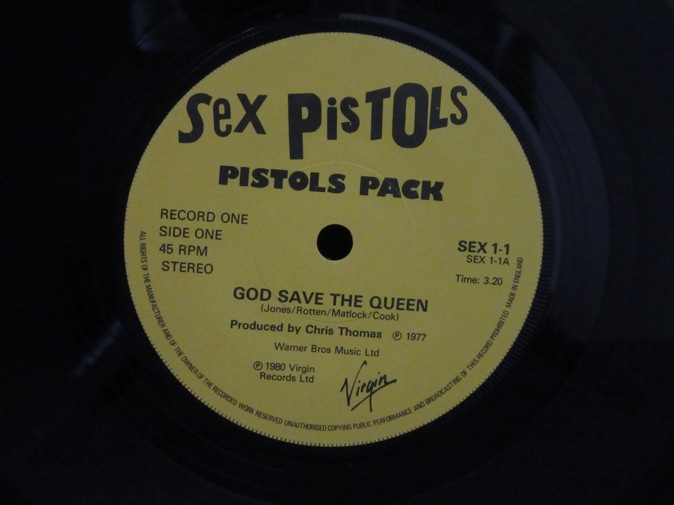 Sex PisTOLs
PISTOLS PACK
RECORD ONE
SIDE ONE
45 RPM
STEREO
SEX 1-1
SEX 1-1A
Time: 3.20
GOD SAVE THE QUEEN
(Jones/Rotten/Matlock/Cook)
Produced by Chris Thomas ℗ 1977
Warner Bros Music Ltd
℗ 1980 Virgin
Records Ltd
Virgin
ALL RIGHTS OF THE MANUFACTURER AND OF THE OWNER OF THE RECORDED WORK RESERVED·UNAUTHORISED COPYING PUBLIC PERFORMANCE AND BROADCASTING OF THIS RECORD PROHIBITED MADE IN ENGLAND